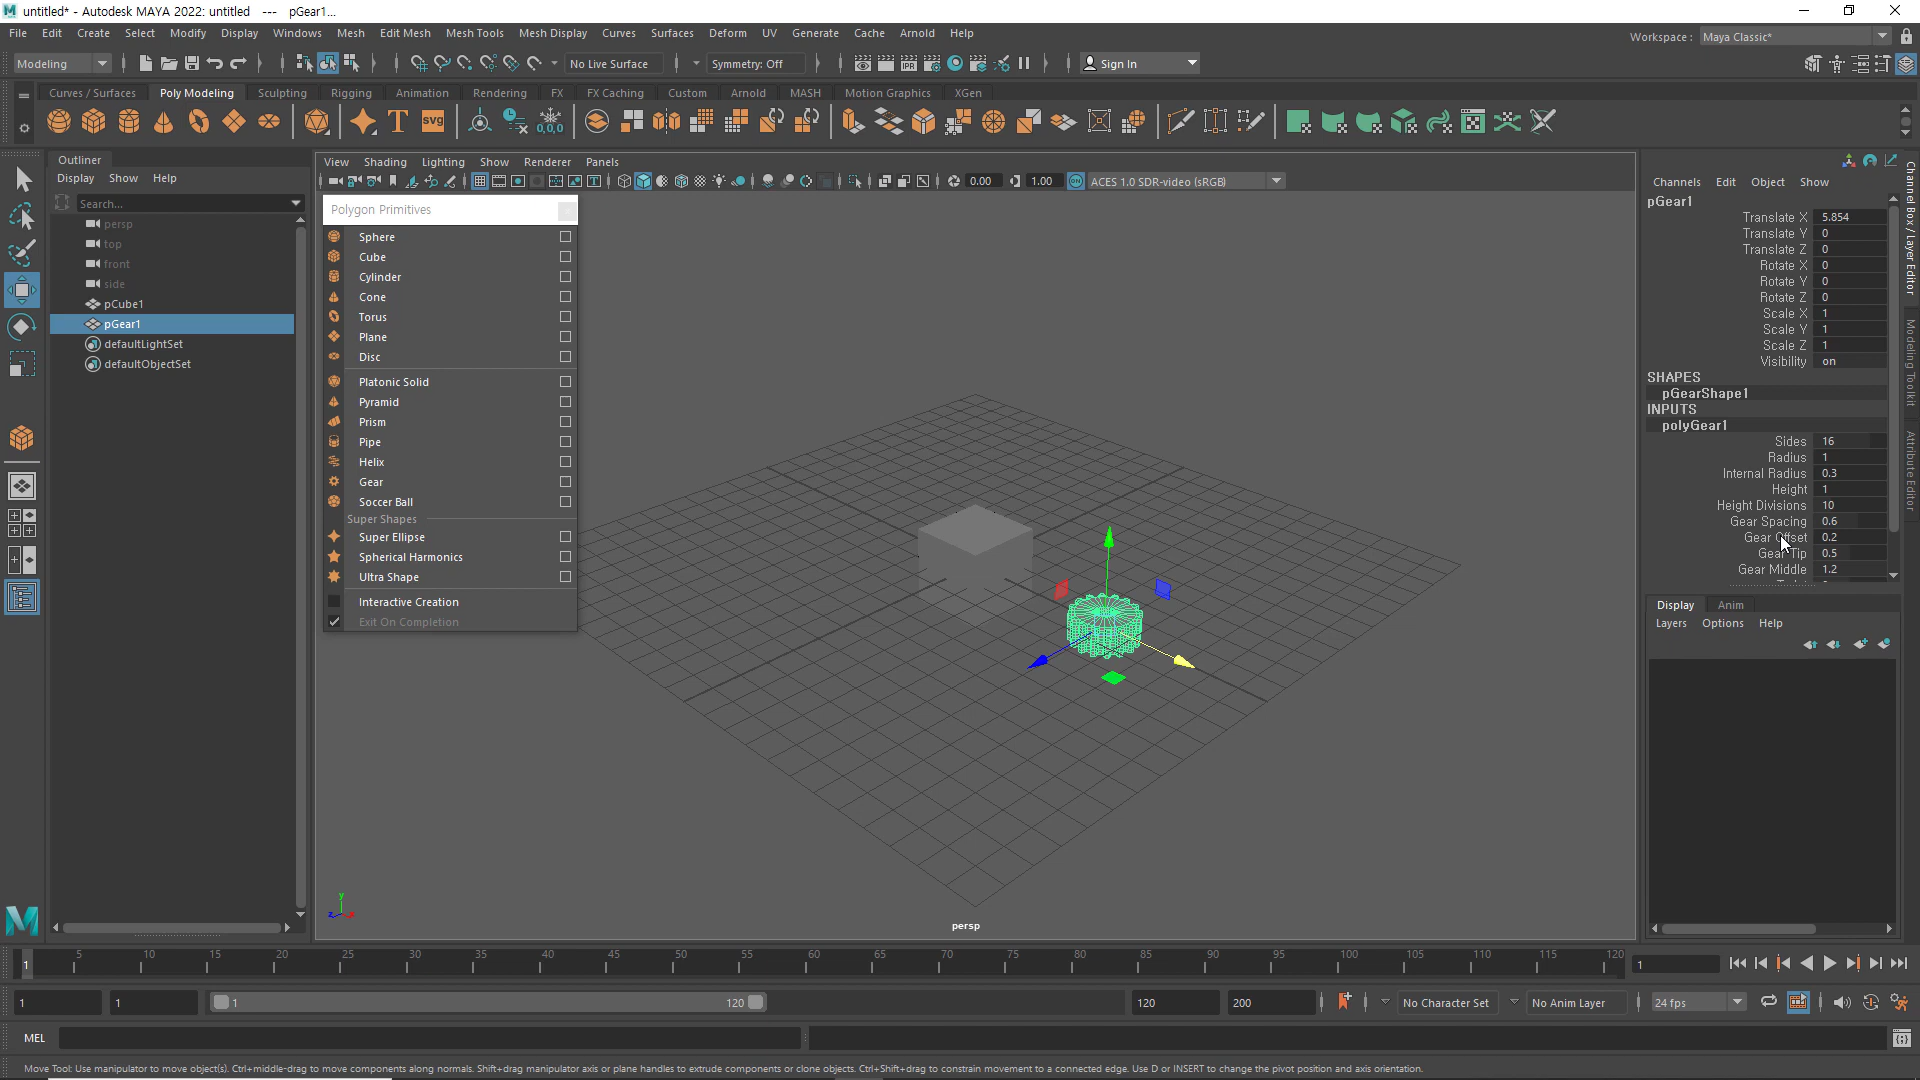 untitled* - Autodesk MAYA 2022: untitled   ---   pGear1...
File Edit Create Select Modify Display Windows Mesh Edit Mesh Mesh Tools Mesh Display Curves Surfaces Deform UV Generate Cache Arnold Help
Workspace : Maya Classic*
Modeling
No Live Surface
Symmetry: Off
Sign In
Curves / Surfaces Poly Modeling Sculpting Rigging Animation Rendering FX FX Caching Custom Arnold MASH Motion Graphics XGen
Outliner
Display Show Help
Search...
persp
top
front
side
pCube1
pGear1
defaultLightSet
defaultObjectSet
View Shading Lighting Show Renderer Panels
0.00 1.00 ACES 1.0 SDR-video (sRGB)
Polygon Primitives
Sphere
Cube
Cylinder
Cone
Torus
Plane
Disc
Platonic Solid
Pyramid
Prism
Pipe
Helix
Gear
Soccer Ball
Super Shapes
Super Ellipse
Spherical Harmonics
Ultra Shape
Interactive Creation
Exit On Completion
persp
Channels Edit Object Show
pGear1
Translate X 5.854
Translate Y 0
Translate Z 0
Rotate X 0
Rotate Y 0
Rotate Z 0
Scale X 1
Scale Y 1
Scale Z 1
Visibility on
SHAPES
pGearShape1
INPUTS
polyGear1
Sides 16
Radius 1
Internal Radius 0.3
Height 1
Height Divisions 10
Gear Spacing 0.6
Gear Offset 0.2
Gear Tip 0.5
Gear Middle 1.2
Display Anim
Layers Options Help
Channel Box / Layer Editor
Modeling Toolkit
Attribute Editor
1 5 10 15 20 25 30 35 40 45 50 55 60 65 70 75 80 85 90 95 100 105 110 115 120
1
1 1 1 120 120 200
No Character Set
No Anim Layer
24 fps
MEL
Move Tool: Use manipulator to move object(s). Ctrl+middle-drag to move components along normals. Shift+drag manipulator axis or plane handles to extrude components or clone objects. Ctrl+Shift+drag to constrain movement to a connected edge. Use D or INSERT to change the pivot position and axis orientation.